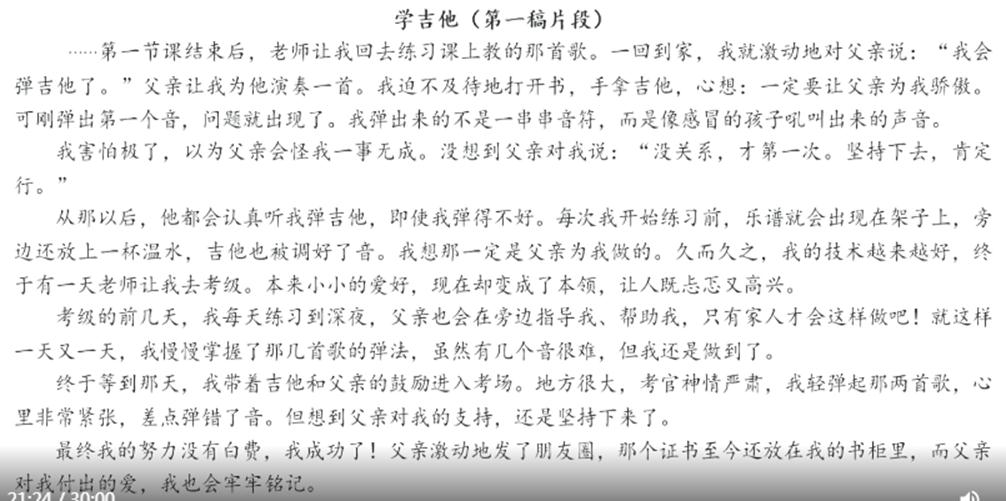 学吉他（第一稿片段）
……第一节课结束后，老师让我回去练习课上教的那首歌。一回到家，我就激动地对父亲说：“我会
弹吉他了。”父亲让我为他演奏一首。我迫不及待地打开书，手拿吉他，心想：一定要让父亲为我骄傲。
可刚弹出第一个音，问题就出现了。我弹出来的不是一串串音符，而是像感冒的孩子吼叫出来的声音。
我害怕极了，以为父亲会怪我一事无成。没想到父亲对我说：“没关系，才第一次。坚持下去，肯定
行。”
从那以后，他都会认真听我弹吉他，即使我弹得不好。每次我开始练习前，乐谱就会出现在架子上，旁
边还放上一杯温水，吉他也被调好了音。我想那一定是父亲为我做的。久而久之，我的技术越来越好，终
于有一天老师让我去考级。本来小小的爱好，现在却变成了本领，让人既忐忑又高兴。
考级的前几天，我每天练习到深夜，父亲也会在旁边指导我、帮助我，只有家人才会这样做吧！就这样
一天又一天，我慢慢掌握了那几首歌的弹法，虽然有几个音很难，但我还是做到了。
终于等到那天，我带着吉他和父亲的鼓励进入考场。地方很大，考官神情严肃，我轻弹起那两首歌，心
里非常紧张，差点弹错了音。但想到父亲对我的支持，还是坚持下来了。
最终我的努力没有白费，我成功了！父亲激动地发了朋友圈，那个证书至今还放在我的书柜里，而父亲
对我付出的爱，我也会牢牢铭记。
21:24 / 30:00